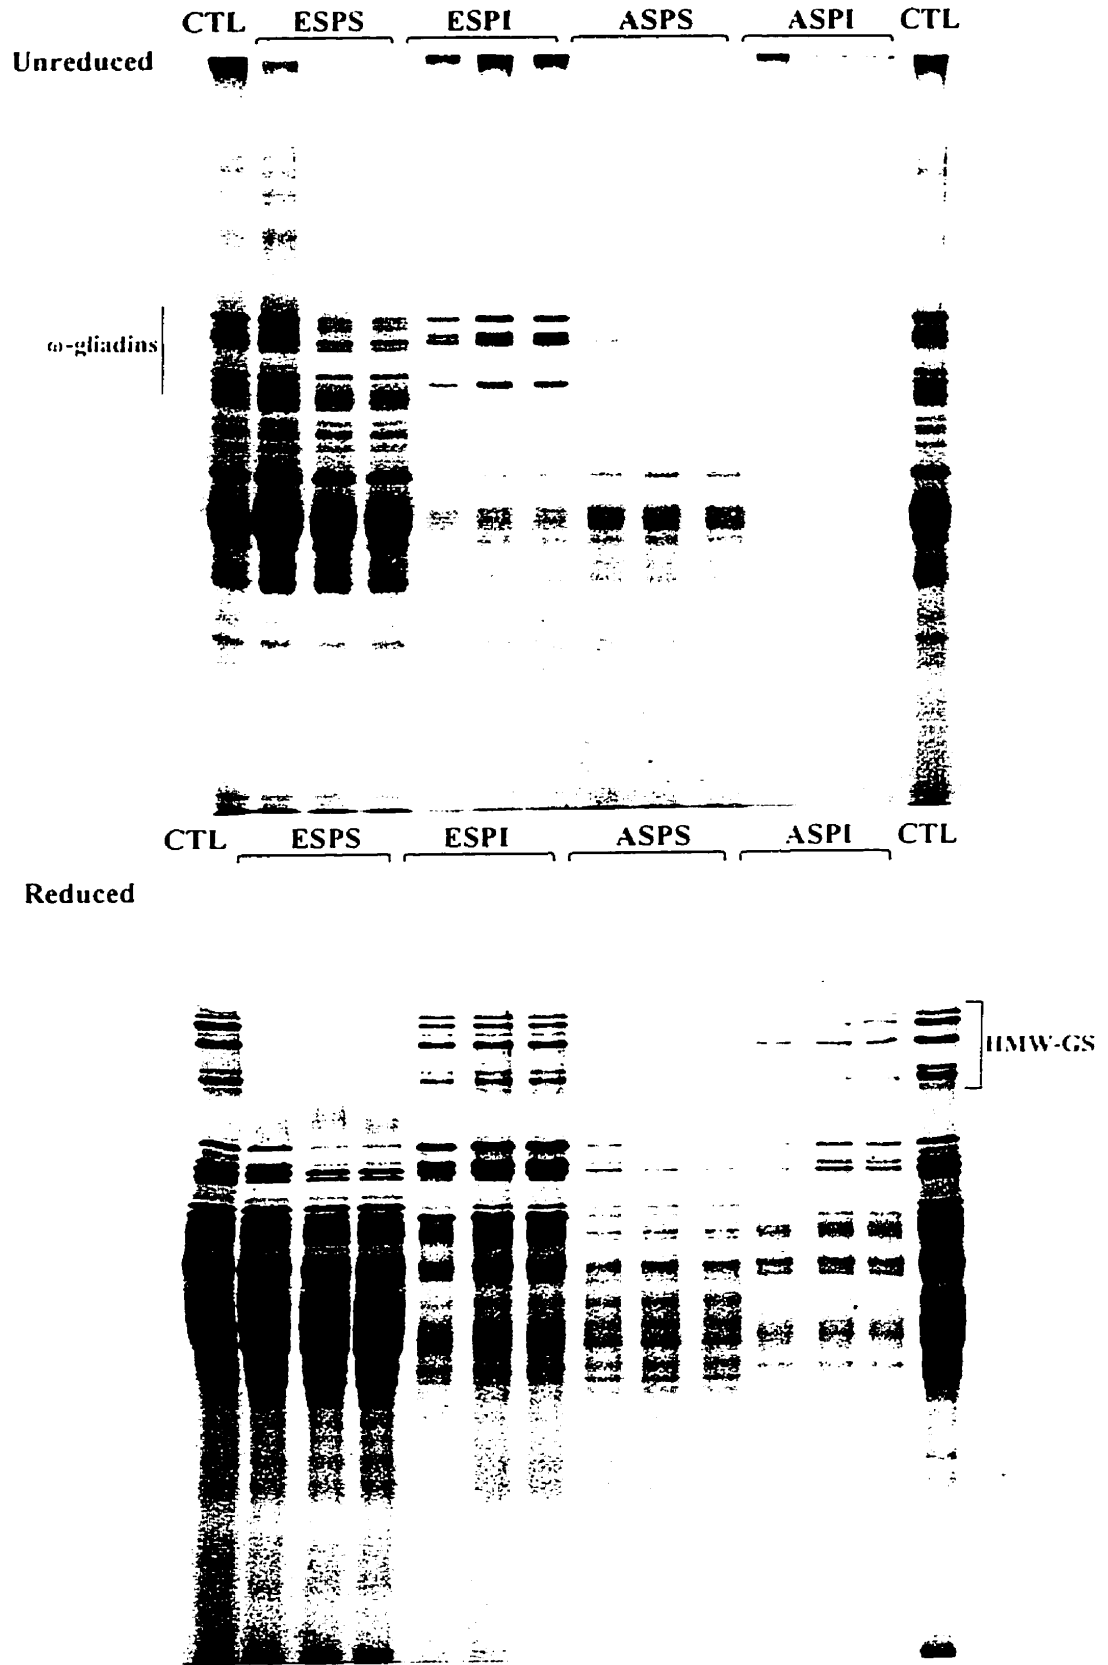 CTL ESPS ESPI ASPS ASPI CTL
Unreduced
ω-gliadins
CTL ESPS ESPI ASPS ASPI CTL
Reduced
HMW-GS